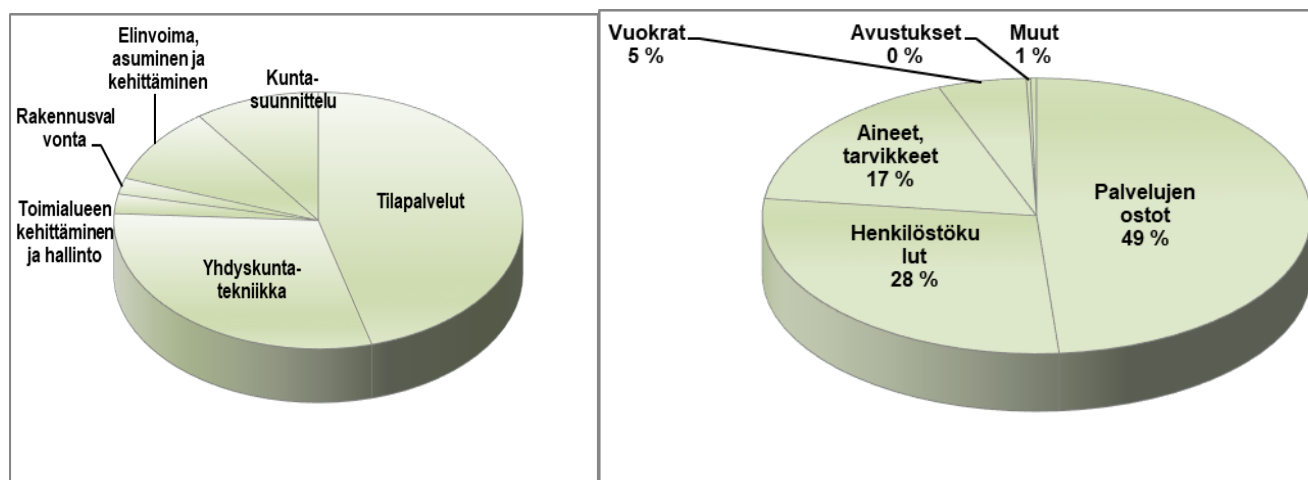 Elinvoima,
asuminen ja
kehittäminen
Kunta-
suunnittelu
Rakennusval
vonta
Tilapalvelut
Toimialueen
kehittäminen
ja hallinto
Yhdyskunta-
tekniikka
Vuokrat
5 %
Avustukset
0 %
Muut
1 %
Aineet,
tarvikkeet
17 %
Palvelujen
ostot
49 %
Henkilöstöku
lut
28 %